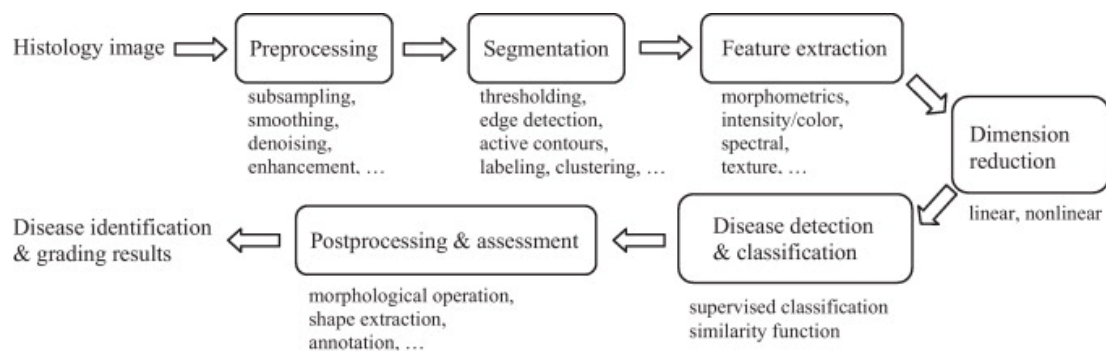 Histology image
Preprocessing
subsampling,
smoothing,
denoising,
enhancement, …
Segmentation
thresholding,
edge detection,
active contours,
labeling, clustering, …
Feature extraction
morphometrics,
intensity/color,
spectral,
texture, …
Dimension
reduction
linear, nonlinear
Disease detection
& classification
supervised classification
similarity function
Postprocessing & assessment
morphological operation,
shape extraction,
annotation, …
Disease identification
& grading results